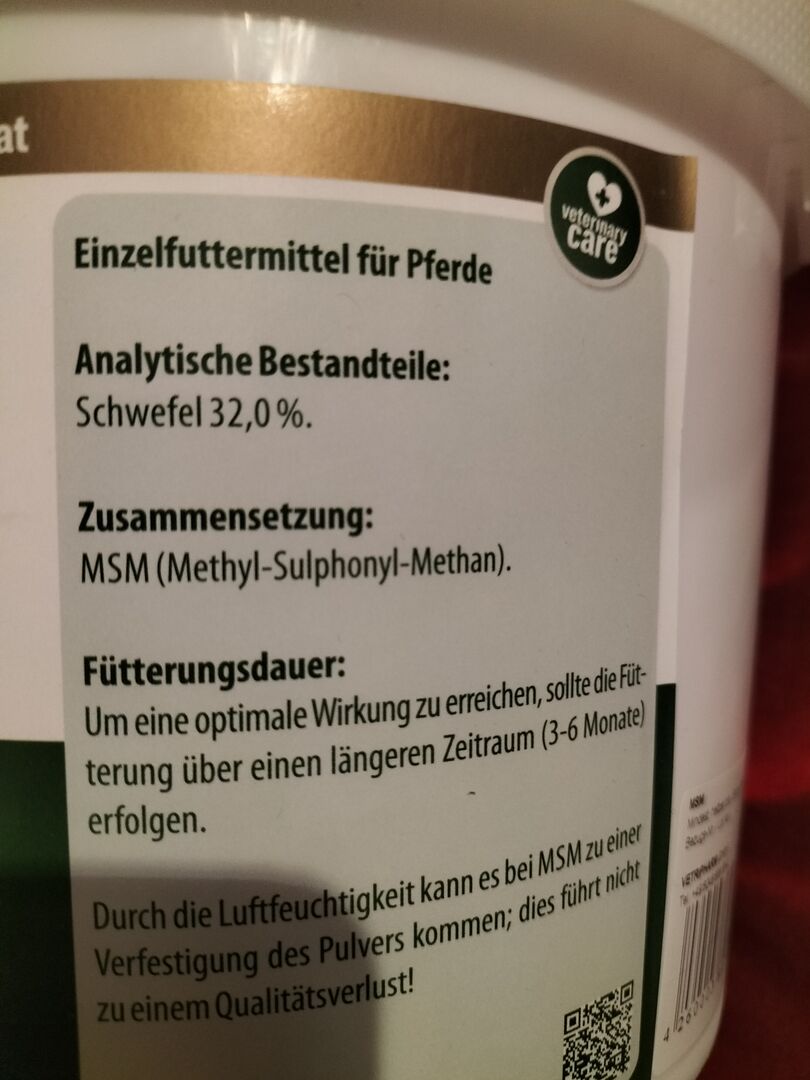 at
veterinary
care
Einzelfuttermittel für Pferde
Analytische Bestandteile:
Schwefel 32,0 %.
Zusammensetzung:
MSM (Methyl-Sulphonyl-Methan).
Fütterungsdauer:
Um eine optimale Wirkung zu erreichen, sollte die Füt-
terung über einen längeren Zeitraum (3-6 Monate)
erfolgen.
Durch die Luftfeuchtigkeit kann es bei MSM zu einer
Verfestigung des Pulvers kommen; dies führt nicht
zu einem Qualitätsverlust!
MSM